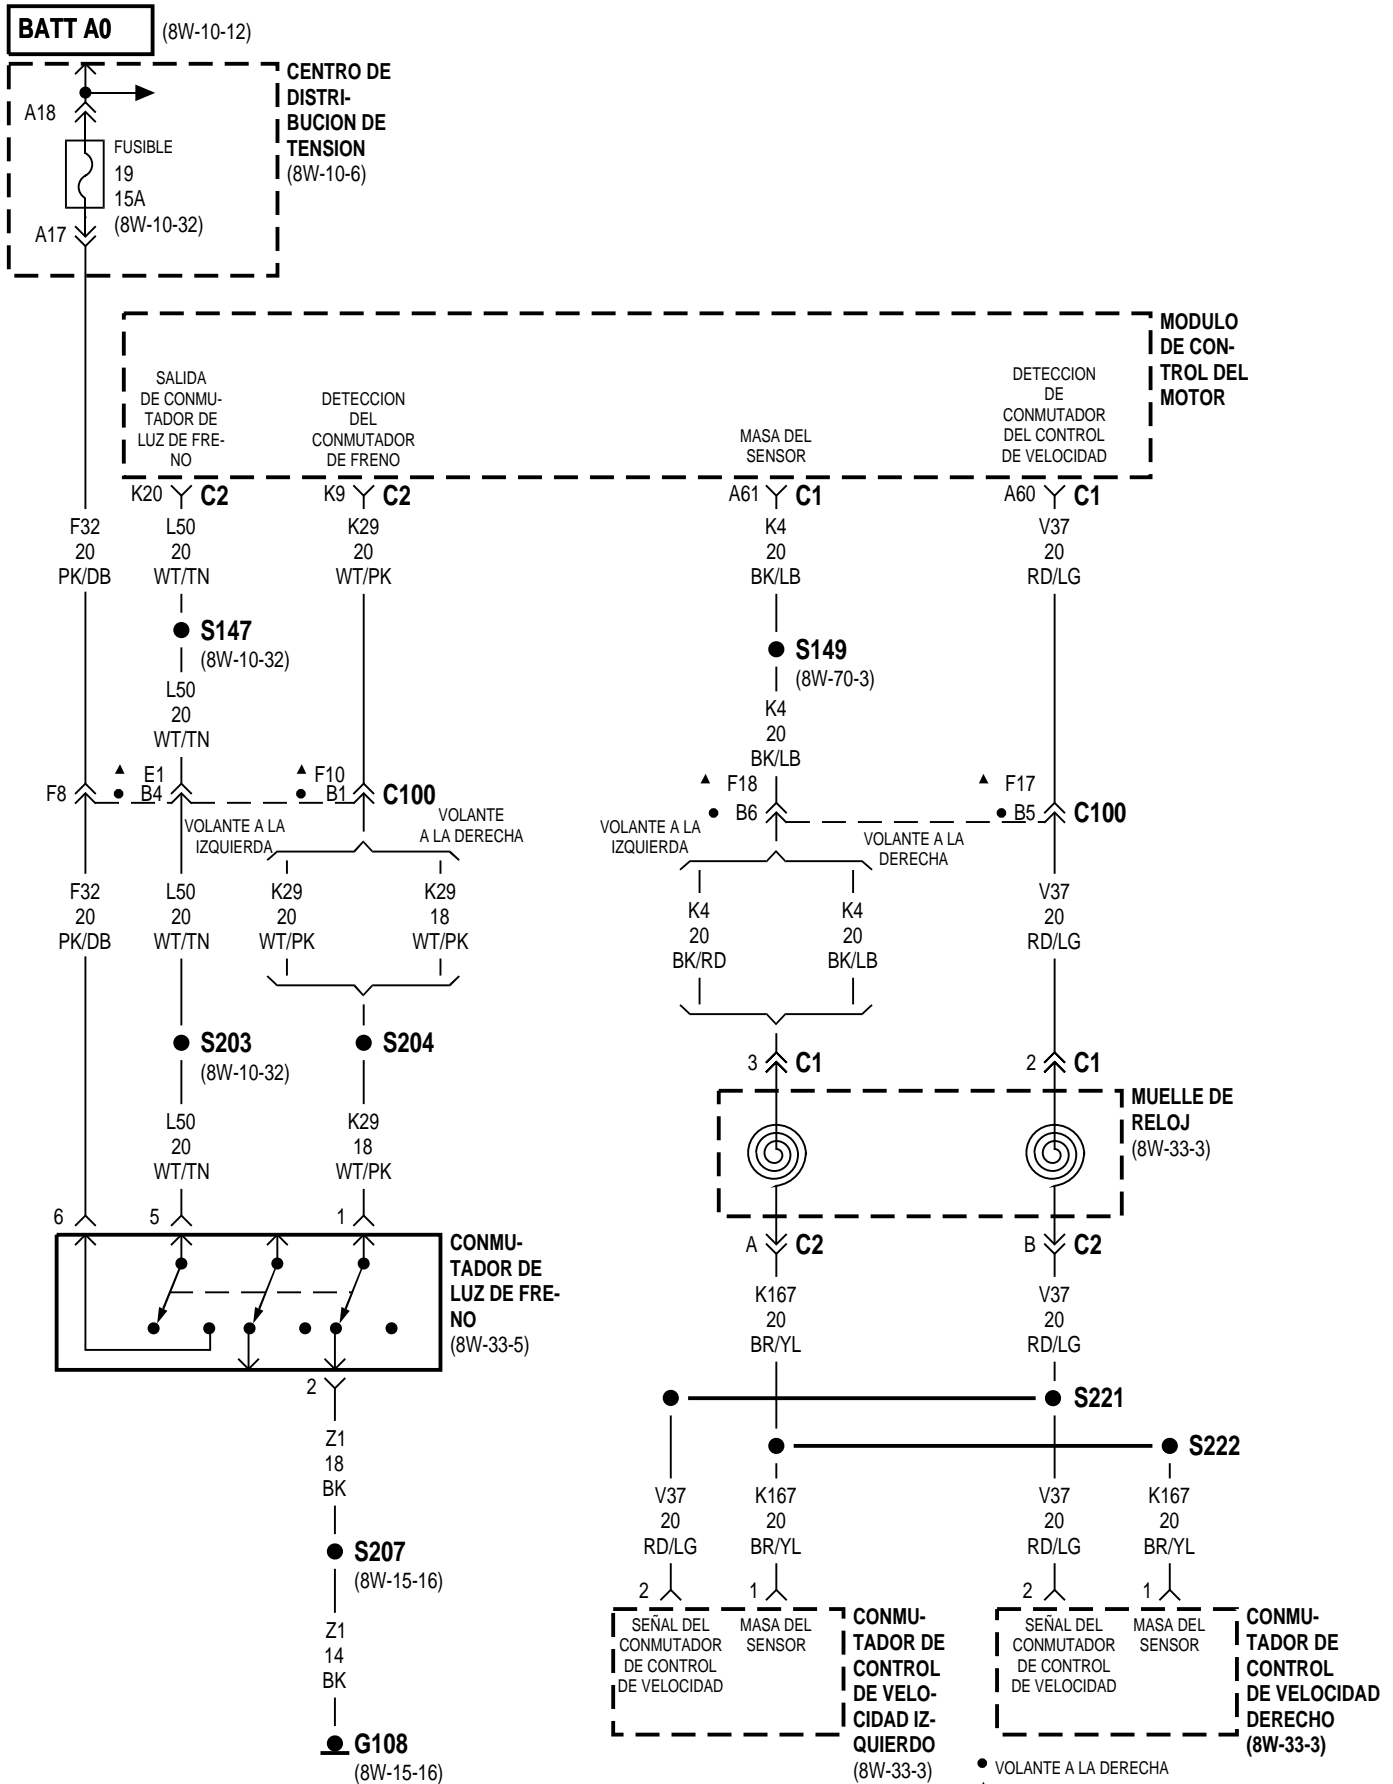 BATT A0 (8W-10-12)
CENTRO DE
DISTRI-
BUCION DE
TENSION
(8W-10-6)
A18
FUSIBLE
19
15A
(8W-10-32)
A17
MODULO
DE CON-
TROL DEL
MOTOR
SALIDA
DE CONMU-
TADOR DE
LUZ DE FRE-
NO
DETECCION
DEL
CONMUTADOR
DE FRENO
MASA DEL
SENSOR
DETECCION
DE
CONMUTADOR
DEL CONTROL
DE VELOCIDAD
K20 C2 K9 C2 A61 C1 A60 C1
F32 L50 K29 K4 V37
20 20 20 20 20
PK/DB WT/TN WT/PK BK/LB RD/LG
S147
(8W-10-32)
S149
(8W-70-3)
L50
20
WT/TN
K4
20
BK/LB
▲ E1 ▲ F10 ▲ F18 ▲ F17
F8 ● B4 ● B1 C100 ● B6 ● B5 C100
VOLANTE A LA
IZQUIERDA
VOLANTE
A LA DERECHA
VOLANTE A LA
IZQUIERDA
VOLANTE A LA
DERECHA
F32 L50 K29 K29
20 20 20 18
PK/DB WT/TN WT/PK WT/PK
K4 K4
20 20
BK/RD BK/LB
V37
20
RD/LG
S203
(8W-10-32)
S204
3 C1 2 C1
L50 K29
20 18
WT/TN WT/PK
MUELLE DE
RELOJ
(8W-33-3)
6 5 1
CONMU-
TADOR DE
LUZ DE FRE-
NO
(8W-33-5)
A C2 B C2
K167 V37
20 20
BR/YL RD/LG
2
Z1
18
BK
S221
S222
S207
(8W-15-16)
V37 K167 V37 K167
20 20 20 20
RD/LG BR/YL RD/LG BR/YL
2 1 2 1
Z1
14
BK
G108
(8W-15-16)
SEÑAL DEL
CONMUTADOR
DE CONTROL
DE VELOCIDAD
MASA DEL
SENSOR
CONMU-
TADOR DE
CONTROL
DE VELO-
CIDAD IZ-
QUIERDO
(8W-33-3)
SEÑAL DEL
CONMUTADOR
DE CONTROL
DE VELOCIDAD
MASA DEL
SENSOR
CONMU-
TADOR DE
CONTROL
DE VELOCIDAD
DERECHO
(8W-33-3)
● VOLANTE A LA DERECHA